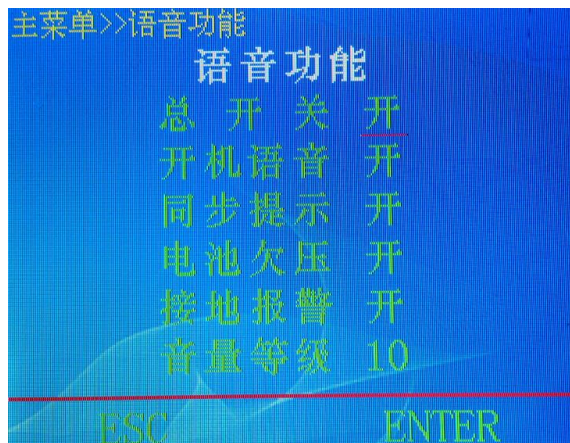 主菜单>>语音功能
语音功能
总开关 开
开机语音 开
同步提示 开
电池欠压 开
接地报警 开
音量等级 10
ESC ENTER